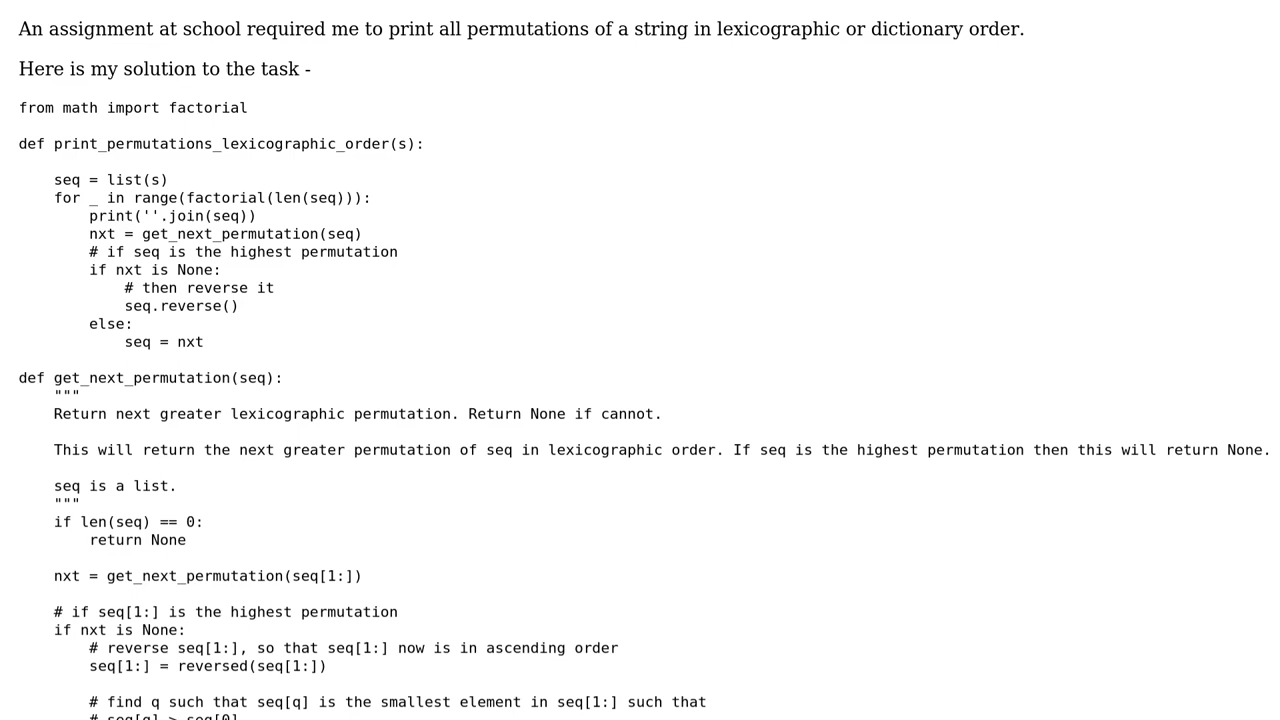 An assignment at school required me to print all permutations of a string in lexicographic or dictionary order.
Here is my solution to the task -
from math import factorial
def print_permutations_lexicographic_order(s):
    seq = list(s)
    for _ in range(factorial(len(seq))):
        print(''.join(seq))
        nxt = get_next_permutation(seq)
        # if seq is the highest permutation
        if nxt is None:
            # then reverse it
            seq.reverse()
        else:
            seq = nxt
def get_next_permutation(seq):
    """
    Return next greater lexicographic permutation. Return None if cannot.
    This will return the next greater permutation of seq in lexicographic order. If seq is the highest permutation then this will return None.
    seq is a list.
    """
    if len(seq) == 0:
        return None
    nxt = get_next_permutation(seq[1:])
    # if seq[1:] is the highest permutation
    if nxt is None:
        # reverse seq[1:], so that seq[1:] now is in ascending order
        seq[1:] = reversed(seq[1:])
        # find q such that seq[q] is the smallest element in seq[1:] such that
        # seq[q] > seq[0]